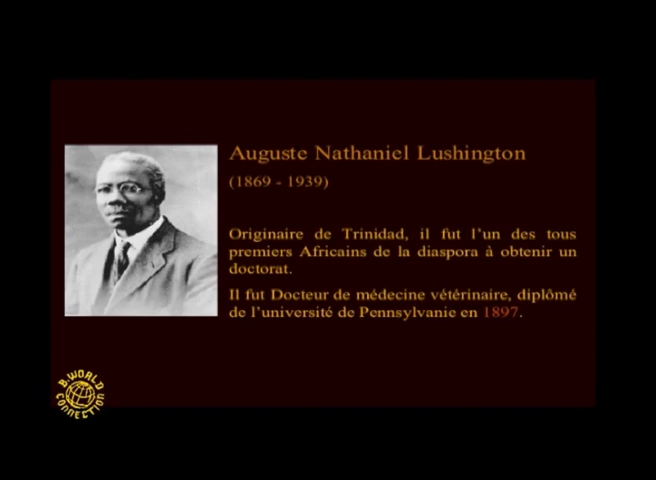 Auguste Nathaniel Lushington
(1869 - 1939)
Originaire de Trinidad, il fut l'un des tous
premiers Africains de la diaspora à obtenir un
doctorat.
Il fut Docteur de médecine vétérinaire, diplômé
de l'université de Pennsylvanie en 1897.
B.WORLD
CONNECTION